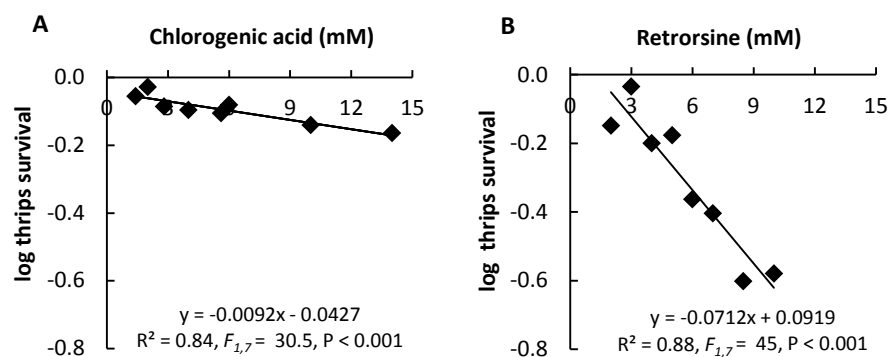 A
Chlorogenic acid (mM)
0 3 6 9 12 15
0.0
-0.2
-0.4
-0.6
-0.8
log thrips survival
y = -0.0092x - 0.0427
R² = 0.84, F1,7 = 30.5, P < 0.001
B
Retrorsine (mM)
0 3 6 9 12 15
0.0
-0.2
-0.4
-0.6
-0.8
log thrips survival
y = -0.0712x + 0.0919
R² = 0.88, F1,7 = 45, P < 0.001